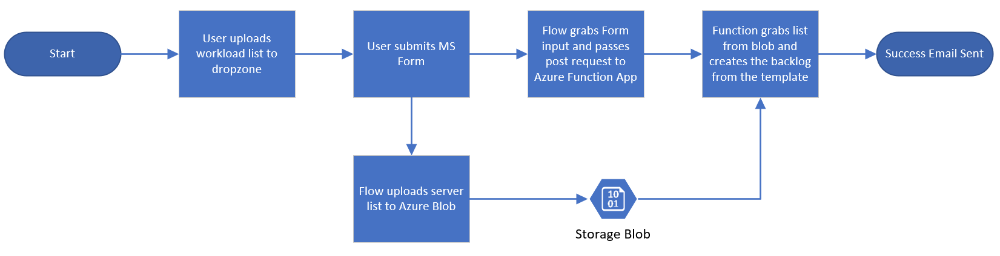 Start
User uploads
workload list to
dropzone
User submits MS
Form
Flow grabs Form
input and passes
post request to
Azure Function App
Function grabs list
from blob and
creates the backlog
from the template
Success Email Sent
Flow uploads server
list to Azure Blob
10
01
Storage Blob